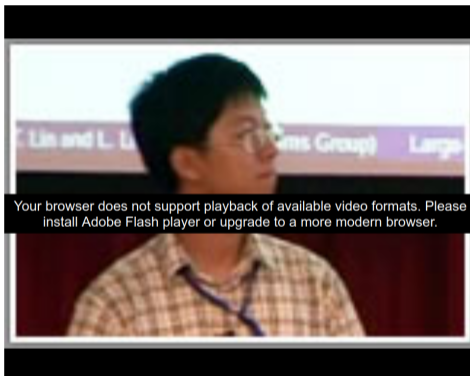 Lin and L.
Group) Large-
Your browser does not support playback of available video formats. Please
install Adobe Flash player or upgrade to a more modern browser.